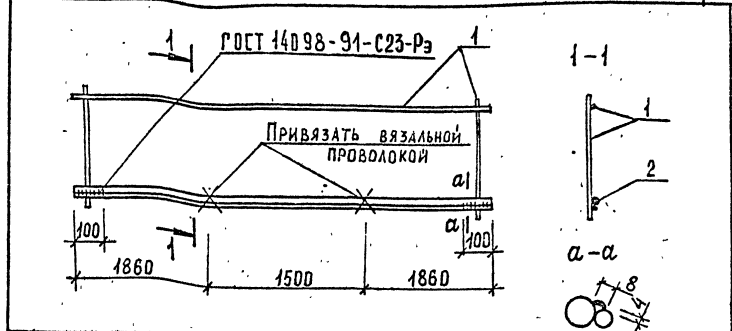 1
ГОСТ 14098-91-С23-Рэ
1
1-1
ПРИВЯЗАТЬ ВЯЗАЛЬНОЙ
ПРОВОЛОКОЙ
1
2
а
а
100
1
100
1860
1500
1860
а-а
8
4